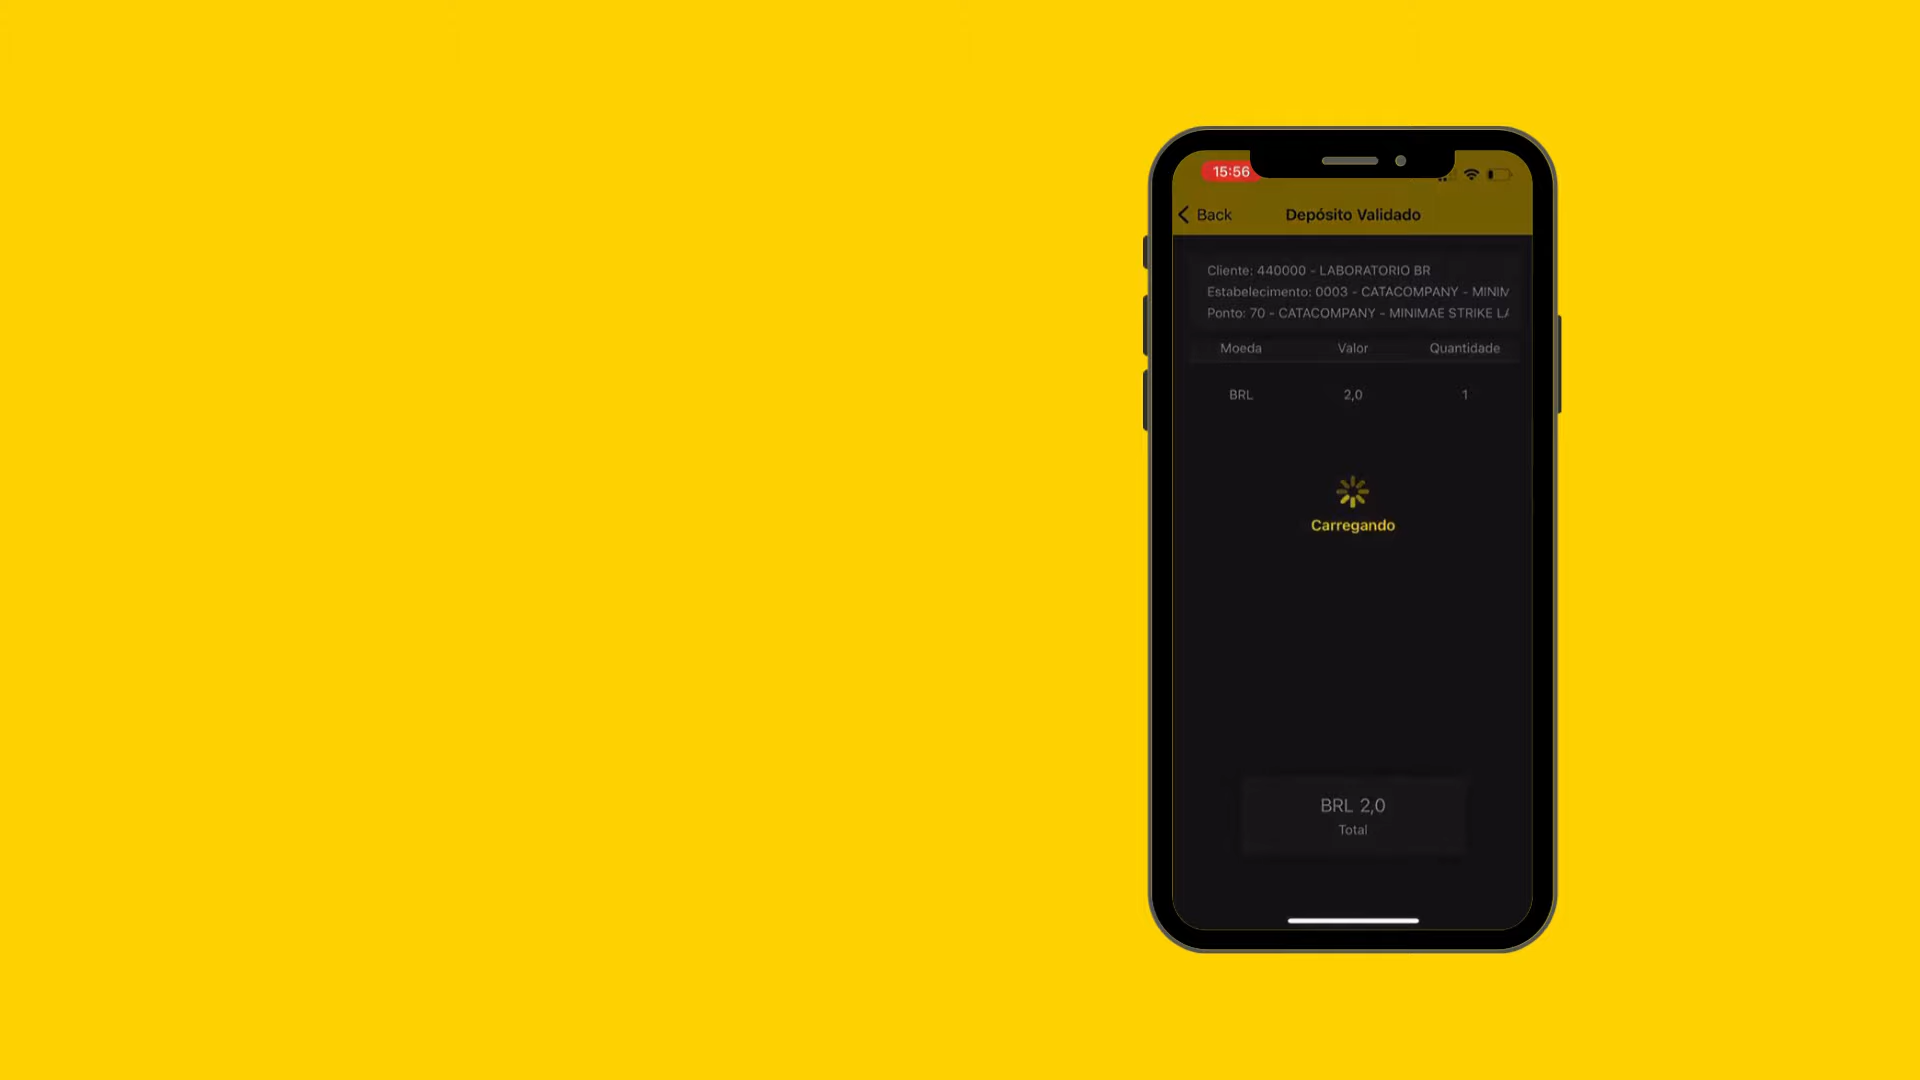 15:56
Back
Depósito Validado
Cliente: 440000 - LABORATORIO BR
Estabelecimento: 0003 - CATACOMPANY - MINIM
Ponto: 70 - CATACOMPANY - MINIMAE STRIKE LA
Moeda Valor Quantidade
BRL 2,0 1
Carregando
BRL 2,0
Total